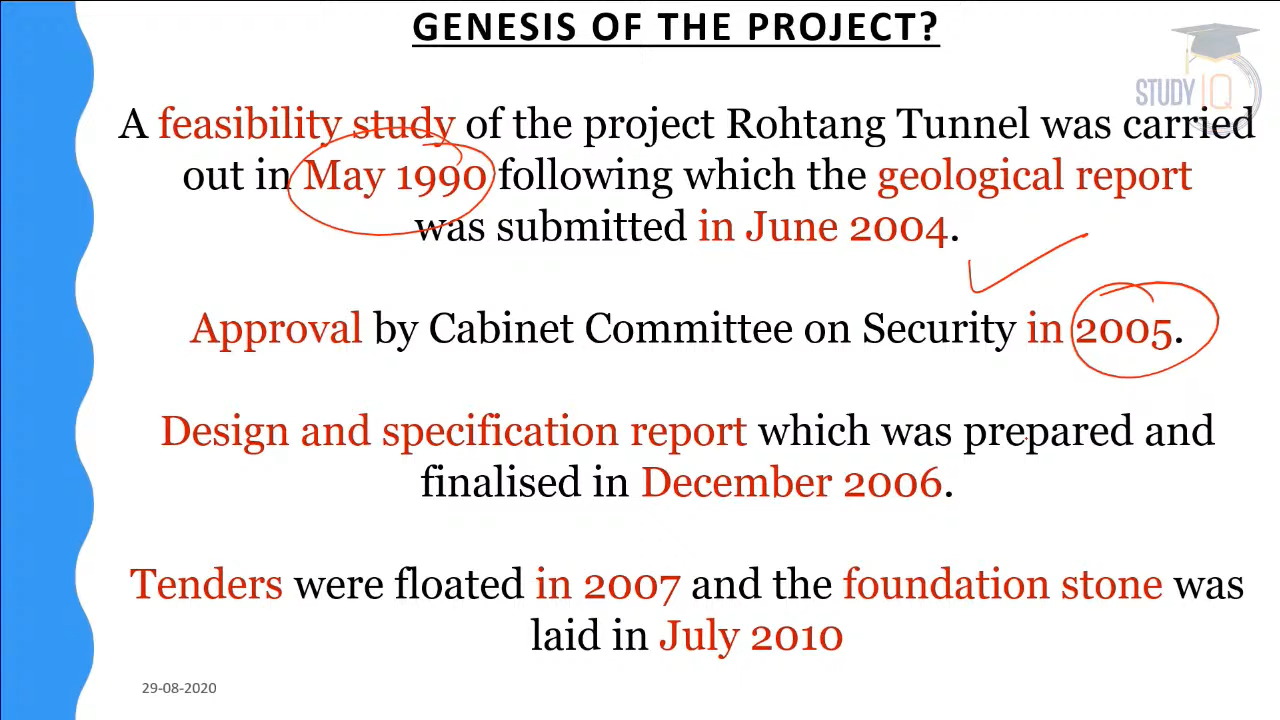 GENESIS OF THE PROJECT?
STUDY IQ
A feasibility study of the project Rohtang Tunnel was carried
out in May 1990 following which the geological report
was submitted in June 2004.
Approval by Cabinet Committee on Security in 2005.
Design and specification report which was prepared and
finalised in December 2006.
Tenders were floated in 2007 and the foundation stone was
laid in July 2010
29-08-2020